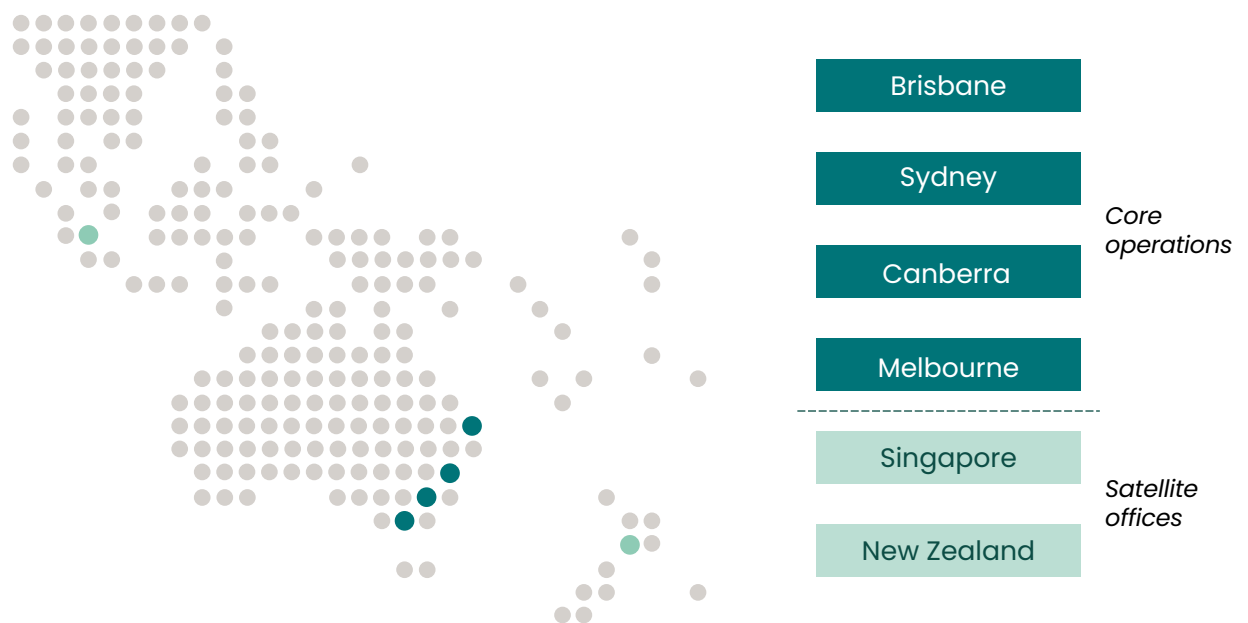 Brisbane
Sydney
Core
operations
Canberra
Melbourne
Singapore
Satellite
offices
New Zealand